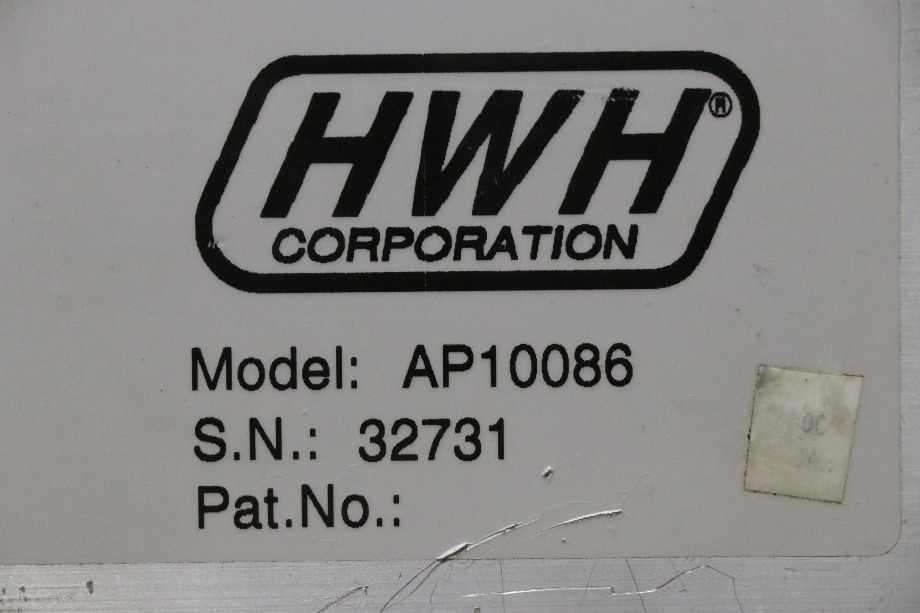 HWH®
CORPORATION
Model: AP10086
S.N.: 32731
Pat.No.: